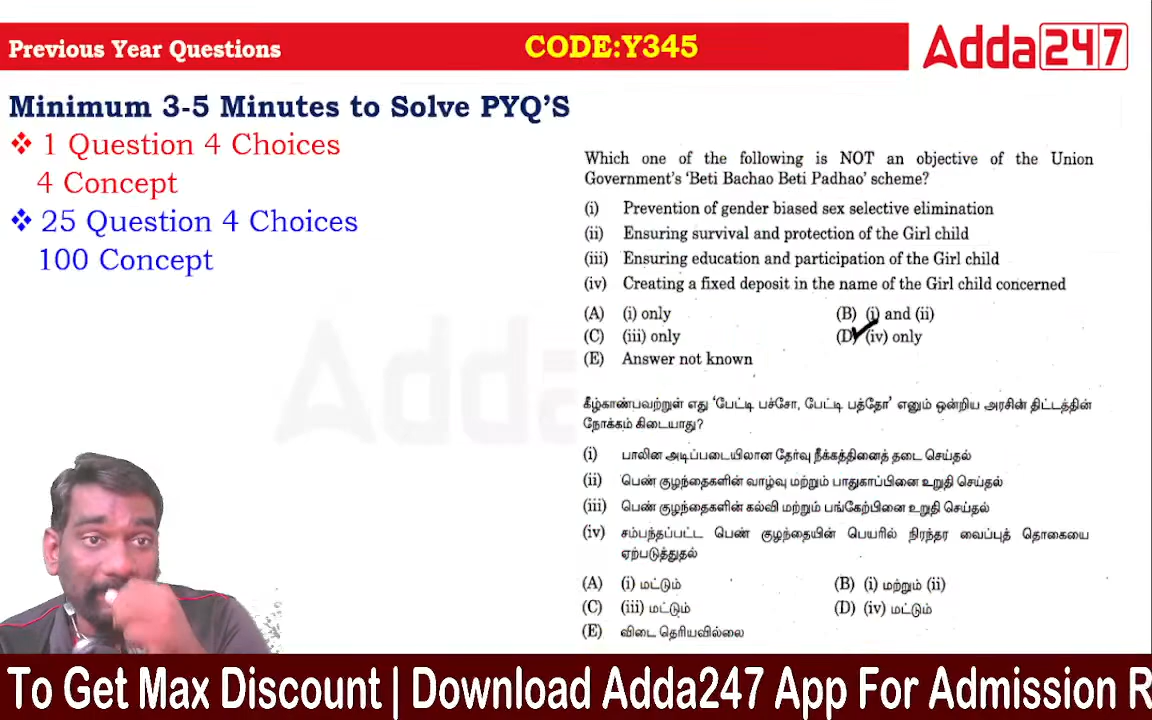 Previous Year Questions
CODE:Y345
Adda247
Minimum 3-5 Minutes to Solve PYQ'S
❖ 1 Question 4 Choices
4 Concept
❖ 25 Question 4 Choices
100 Concept
Which one of the following is NOT an objective of the Union
Government's 'Beti Bachao Beti Padhao' scheme?
(i) Prevention of gender biased sex selective elimination
(ii) Ensuring survival and protection of the Girl child
(iii) Ensuring education and participation of the Girl child
(iv) Creating a fixed deposit in the name of the Girl child concerned
(A) (i) only (B) (i) and (ii)
(C) (iii) only (D) (iv) only
(E) Answer not known
கீழ்காண்பவற்றுள் எது 'பேட்டி பச்சோ, பேட்டி பத்தோ' எனும் ஒன்றிய அரசின் திட்டத்தின்
நோக்கம் கிடையாது?
(i) பாலின அடிப்படையிலான தேர்வு நீக்கத்தினைத் தடை செய்தல்
(ii) பெண் குழந்தைகளின் வாழ்வு மற்றும் பாதுகாப்பினை உறுதி செய்தல்
(iii) பெண் குழந்தைகளின் கல்வி மற்றும் பங்கேற்பினை உறுதி செய்தல்
(iv) சம்பந்தப்பட்ட பெண் குழந்தையின் பெயரில் நிரந்தர வைப்புத் தொகையை
ஏற்படுத்துதல்
(A) (i) மட்டும் (B) (i) மற்றும் (ii)
(C) (iii) மட்டும் (D) (iv) மட்டும்
(E) விடை தெரியவில்லை
To Get Max Discount | Download Adda247 App For Admission R